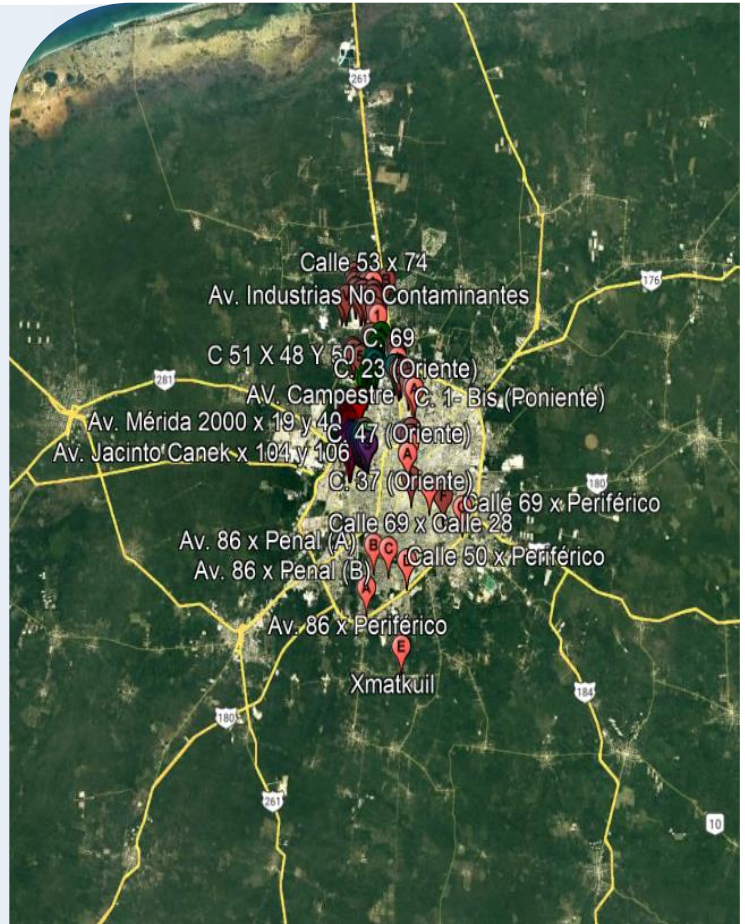 261
Calle 53 x 74
176
Av. Industrias No Contaminantes
1
C. 69
C 51 X 48 Y 50
C. 23 (Oriente)
281
AV. Campestre
C. 1- Bis (Poniente)
Av. Mérida 2000 x 19 y 40
C. 47 (Oriente)
Av. Jacinto Canek x 104 y 106
A
C. 37 (Oriente)
180
F
Calle 69 x Periférico
Calle 69 x Calle 28
Av. 86 x Penal (A)
B
C
Calle 50 x Periférico
Av. 86 x Penal (B)
A
Av. 86 x Periférico
E
Xmatkuil
184
180
261
10